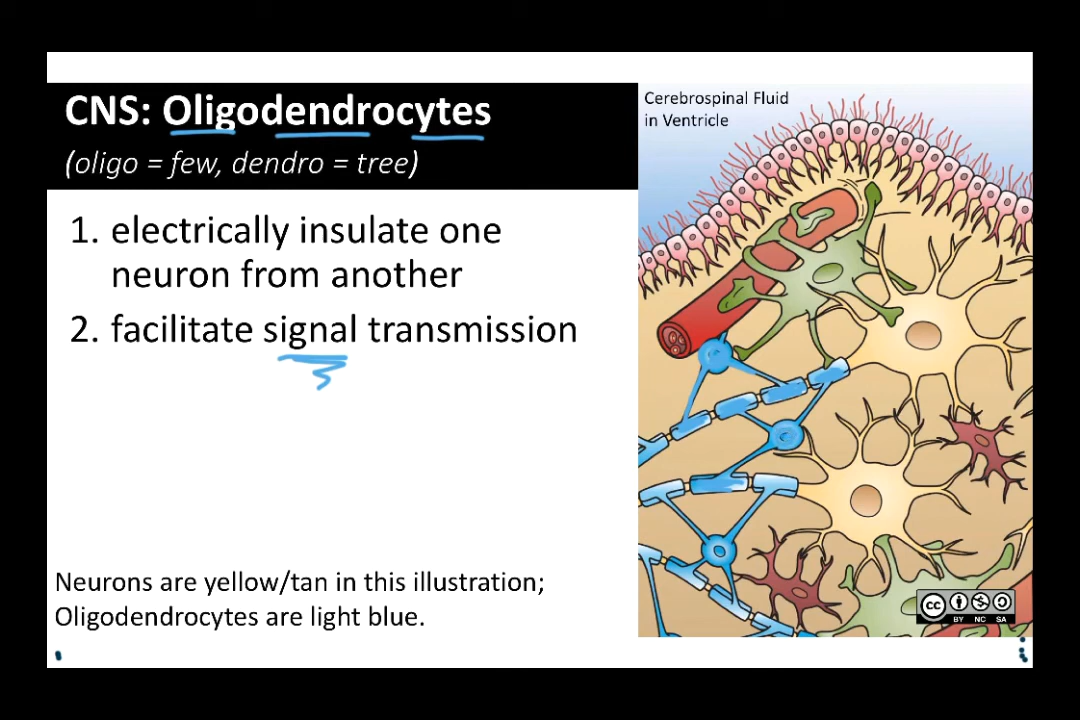 CNS: Oligodendrocytes
(oligo = few, dendro = tree)
1. electrically insulate one
neuron from another
2. facilitate signal transmission
Neurons are yellow/tan in this illustration;
Oligodendrocytes are light blue.
Cerebrospinal Fluid
in Ventricle
cc
BY NC SA